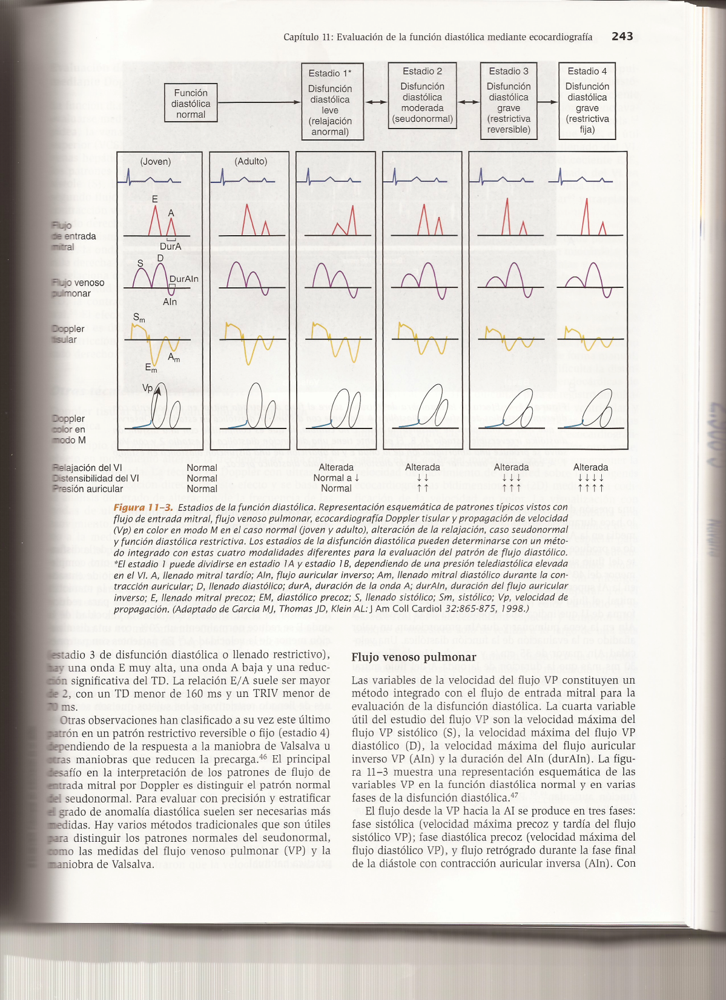 Capítulo 11: Evaluación de la función diastólica mediante ecocardiografía 243
Función
diastólica
normal
Estadio 1*
Disfunción
diastólica
leve
(relajación
anormal)
Estadio 2
Disfunción
diastólica
moderada
(seudonormal)
Estadio 3
Disfunción
diastólica
grave
(restrictiva
reversible)
Estadio 4
Disfunción
diastólica
grave
(restrictiva
fija)
(Joven)
(Adulto)
Flujo
de entrada
mitral
E
A
DurA
Flujo venoso
pulmonar
S
D
DurAIn
AIn
Doppler
tisular
Sm
Em
Am
Doppler
color en
modo M
Vp
Relajación del VI Normal Alterada Alterada Alterada Alterada
Distensibilidad del VI Normal Normal a ↓ ↓↓ ↓↓↓ ↓↓↓↓
Presión auricular Normal Normal ↑↑ ↑↑↑ ↑↑↑↑
Figura 11–3. Estadios de la función diastólica. Representación esquemática de patrones típicos vistos con
flujo de entrada mitral, flujo venoso pulmonar, ecocardiografía Doppler tisular y propagación de velocidad
(Vp) en color en modo M en el caso normal (joven y adulto), alteración de la relajación, caso seudonormal
y función diastólica restrictiva. Los estadios de la disfunción diastólica pueden determinarse con un méto-
do integrado con estas cuatro modalidades diferentes para la evaluación del patrón de flujo diastólico.
*El estadio 1 puede dividirse en estadio 1A y estadio 1B, dependiendo de una presión telediastólica elevada
en el VI. A, llenado mitral tardío; AIn, flujo auricular inverso; Am, llenado mitral diastólico durante la con-
tracción auricular; D, llenado diastólico; durA, duración de la onda A; durAIn, duración del flujo auricular
inverso; E, llenado mitral precoz; EM, diastólico precoz; S, llenado sistólico; Sm, sistólico; Vp, velocidad de
propagación. (Adaptado de Garcia MJ, Thomas JD, Klein AL: J Am Coll Cardiol 32:865-875, 1998.)
(estadio 3 de disfunción diastólica o llenado restrictivo),
hay una onda E muy alta, una onda A baja y una reduc-
ción significativa del TD. La relación E/A suele ser mayor
de 2, con un TD menor de 160 ms y un TRIV menor de
70 ms.
Otras observaciones han clasificado a su vez este último
patrón en un patrón restrictivo reversible o fijo (estadio 4)
dependiendo de la respuesta a la maniobra de Valsalva u
otras maniobras que reducen la precarga.46 El principal
desafío en la interpretación de los patrones de flujo de
entrada mitral por Doppler es distinguir el patrón normal
del seudonormal. Para evaluar con precisión y estratificar
el grado de anomalía diastólica suelen ser necesarias más
medidas. Hay varios métodos tradicionales que son útiles
para distinguir los patrones normales del seudonormal,
como las medidas del flujo venoso pulmonar (VP) y la
maniobra de Valsalva.
Flujo venoso pulmonar
Las variables de la velocidad del flujo VP constituyen un
método integrado con el flujo de entrada mitral para la
evaluación de la disfunción diastólica. La cuarta variable
útil del estudio del flujo VP son la velocidad máxima del
flujo VP sistólico (S), la velocidad máxima del flujo VP
diastólico (D), la velocidad máxima del flujo auricular
inverso VP (AIn) y la duración del AIn (durAIn). La figu-
ra 11–3 muestra una representación esquemática de las
variables VP en la función diastólica normal y en varias
fases de la disfunción diastólica.47
El flujo desde la VP hacia la AI se produce en tres fases:
fase sistólica (velocidad máxima precoz y tardía del flujo
sistólico VP); fase diastólica precoz (velocidad máxima del
flujo diastólico VP), y flujo retrógrado durante la fase final
de la diástole con contracción auricular inversa (AIn). Con